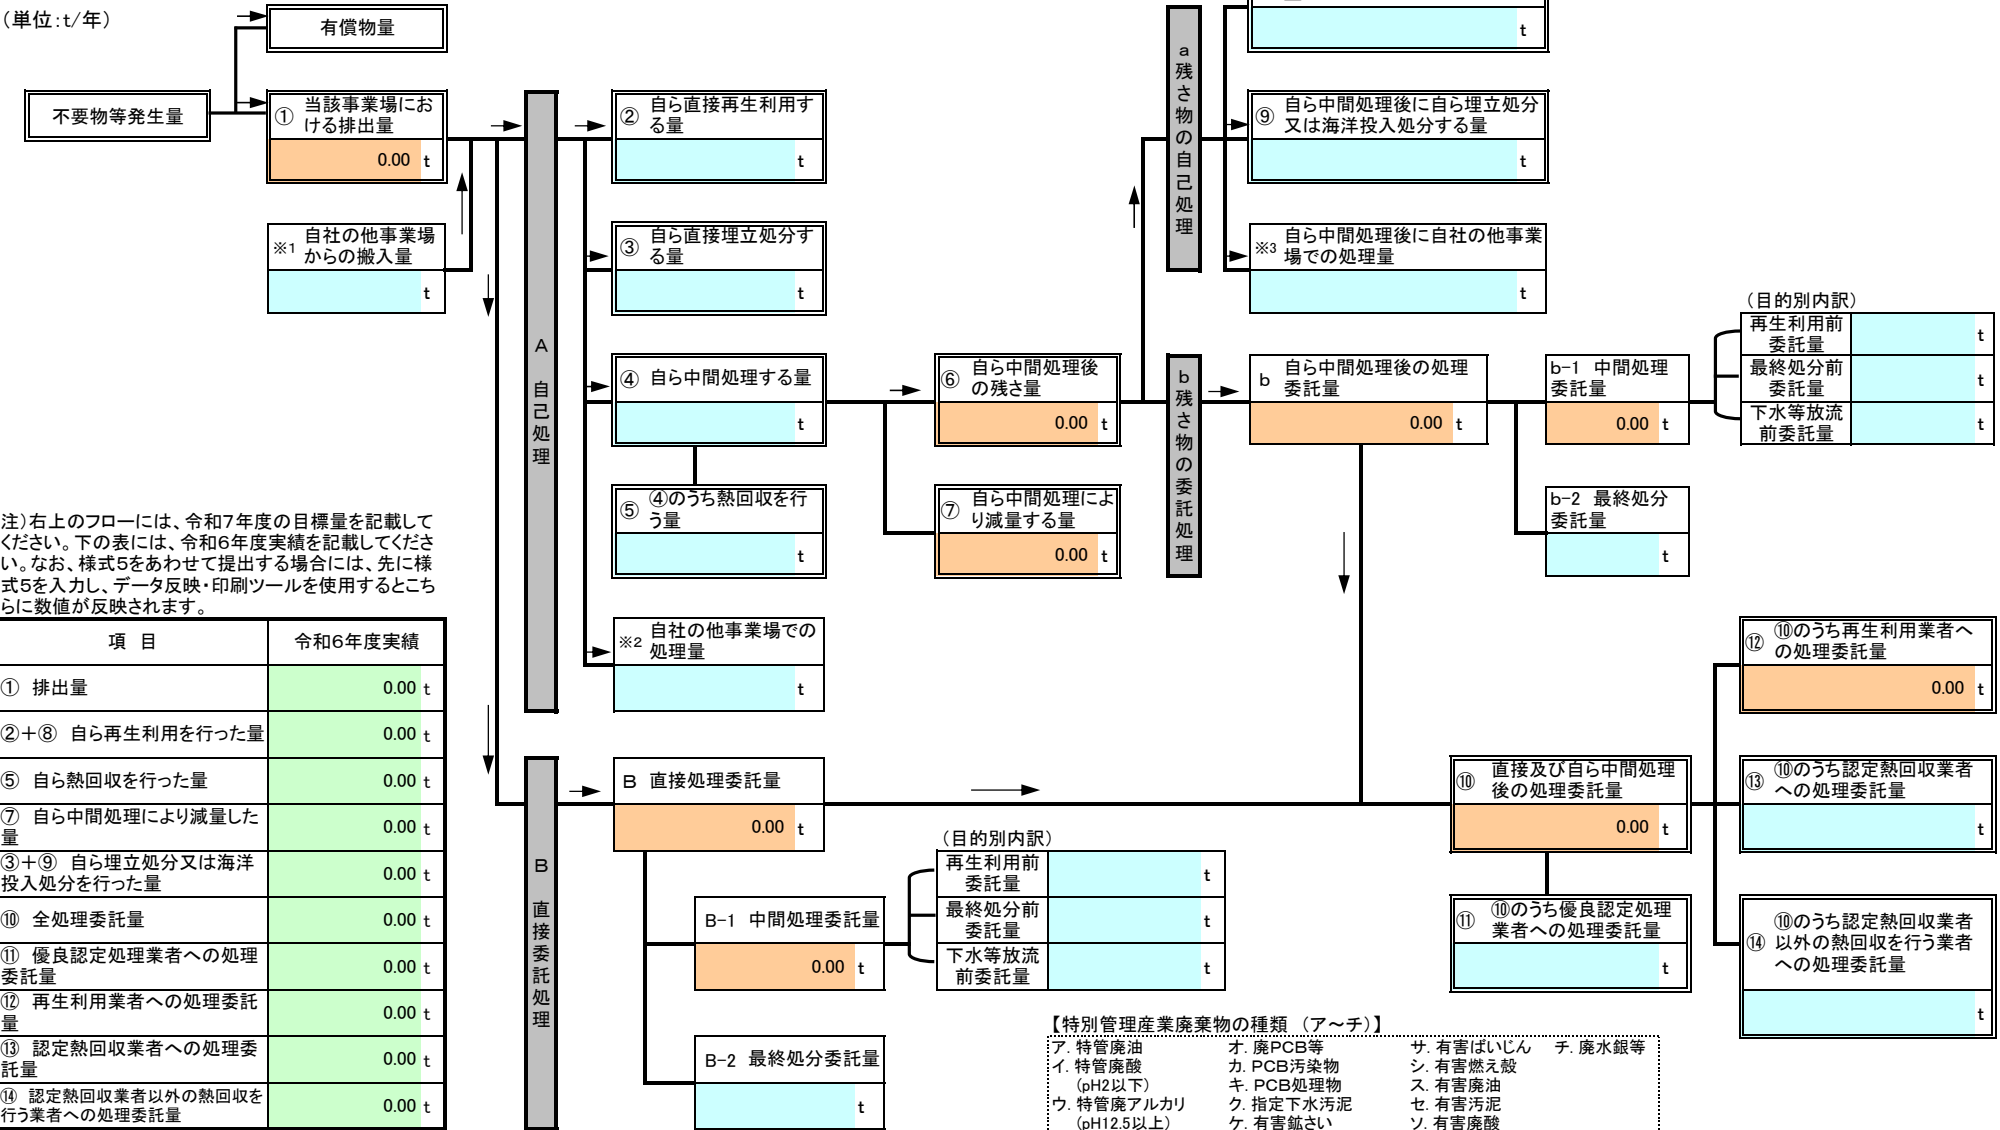 （単位：t/年）
有償物量
不要物等発生量
①
当該事業場にお
ける排出量
0.00 t
※1
自社の他事業場
からの搬入量
t
A
自己処理
②
自ら直接再生利用す
る量
t
③
自ら直接埋立処分す
る量
t
④
自ら中間処理する量
t
⑤
④のうち熱回収を行
う量
t
※2
自社の他事業場での
処理量
t
⑥
自ら中間処理後
の残さ量
0.00 t
⑦
自ら中間処理によ
り減量する量
0.00 t
a残さ物の自己処理
t
⑨
自ら中間処理後に自ら埋立処分
又は海洋投入処分する量
t
※3
自ら中間処理後に自社の他事業
場での処理量
t
b残さ物の委託処理
b
自ら中間処理後の処理
委託量
0.00 t
b-1 中間処理
委託量
0.00 t
b-2 最終処分
委託量
t
（目的別内訳）
再生利用前
委託量
t
最終処分前
委託量
t
下水等放流
前委託量
t
注）右上のフローには、令和７年度の目標量を記載して
ください。下の表には、令和６年度実績を記載してくださ
い。なお、様式５をあわせて提出する場合には、先に様
式５を入力し、データ反映・印刷ツールを使用するとこち
らに数値が反映されます。
項 目 令和６年度実績
① 排出量 0.00 t
②＋⑧ 自ら再生利用を行った量 0.00 t
⑤ 自ら熱回収を行った量 0.00 t
⑦ 自ら中間処理により減量した
量
0.00 t
③＋⑨ 自ら埋立処分又は海洋
投入処分を行った量
0.00 t
⑩ 全処理委託量 0.00 t
⑪ 優良認定処理業者への処理
委託量
0.00 t
⑫ 再生利用業者への処理委託
量
0.00 t
⑬ 認定熱回収業者への処理委
託量
0.00 t
⑭ 認定熱回収業者以外の熱回収を
行う業者への処理委託量
0.00 t
B
直接委託処理
B 直接処理委託量
0.00 t
B-1 中間処理委託量
0.00 t
B-2 最終処分委託量
t
（目的別内訳）
再生利用前
委託量
t
最終処分前
委託量
t
下水等放流
前委託量
t
⑩
直接及び自ら中間処理
後の処理委託量
0.00 t
⑪
⑩のうち優良認定処理
業者への処理委託量
t
⑫
⑩のうち再生利用業者へ
の処理委託量
0.00 t
⑬
⑩のうち認定熱回収業者
への処理委託量
t
⑭
⑩のうち認定熱回収業者
以外の熱回収を行う業者
への処理委託量
t
【特別管理産業廃棄物の種類 （ア～チ）】
ア. 特管廃油 オ. 廃PCB等 サ. 有害ばいじん チ. 廃水銀等
イ. 特管廃酸 カ. PCB汚染物 シ. 有害燃え殻
（pH2以下） キ. PCB処理物 ス. 有害廃油
ウ. 特管廃アルカリ ク. 指定下水汚泥 セ. 有害汚泥
（pH12.5以上） ケ. 有害鉱さい ソ. 有害廃酸